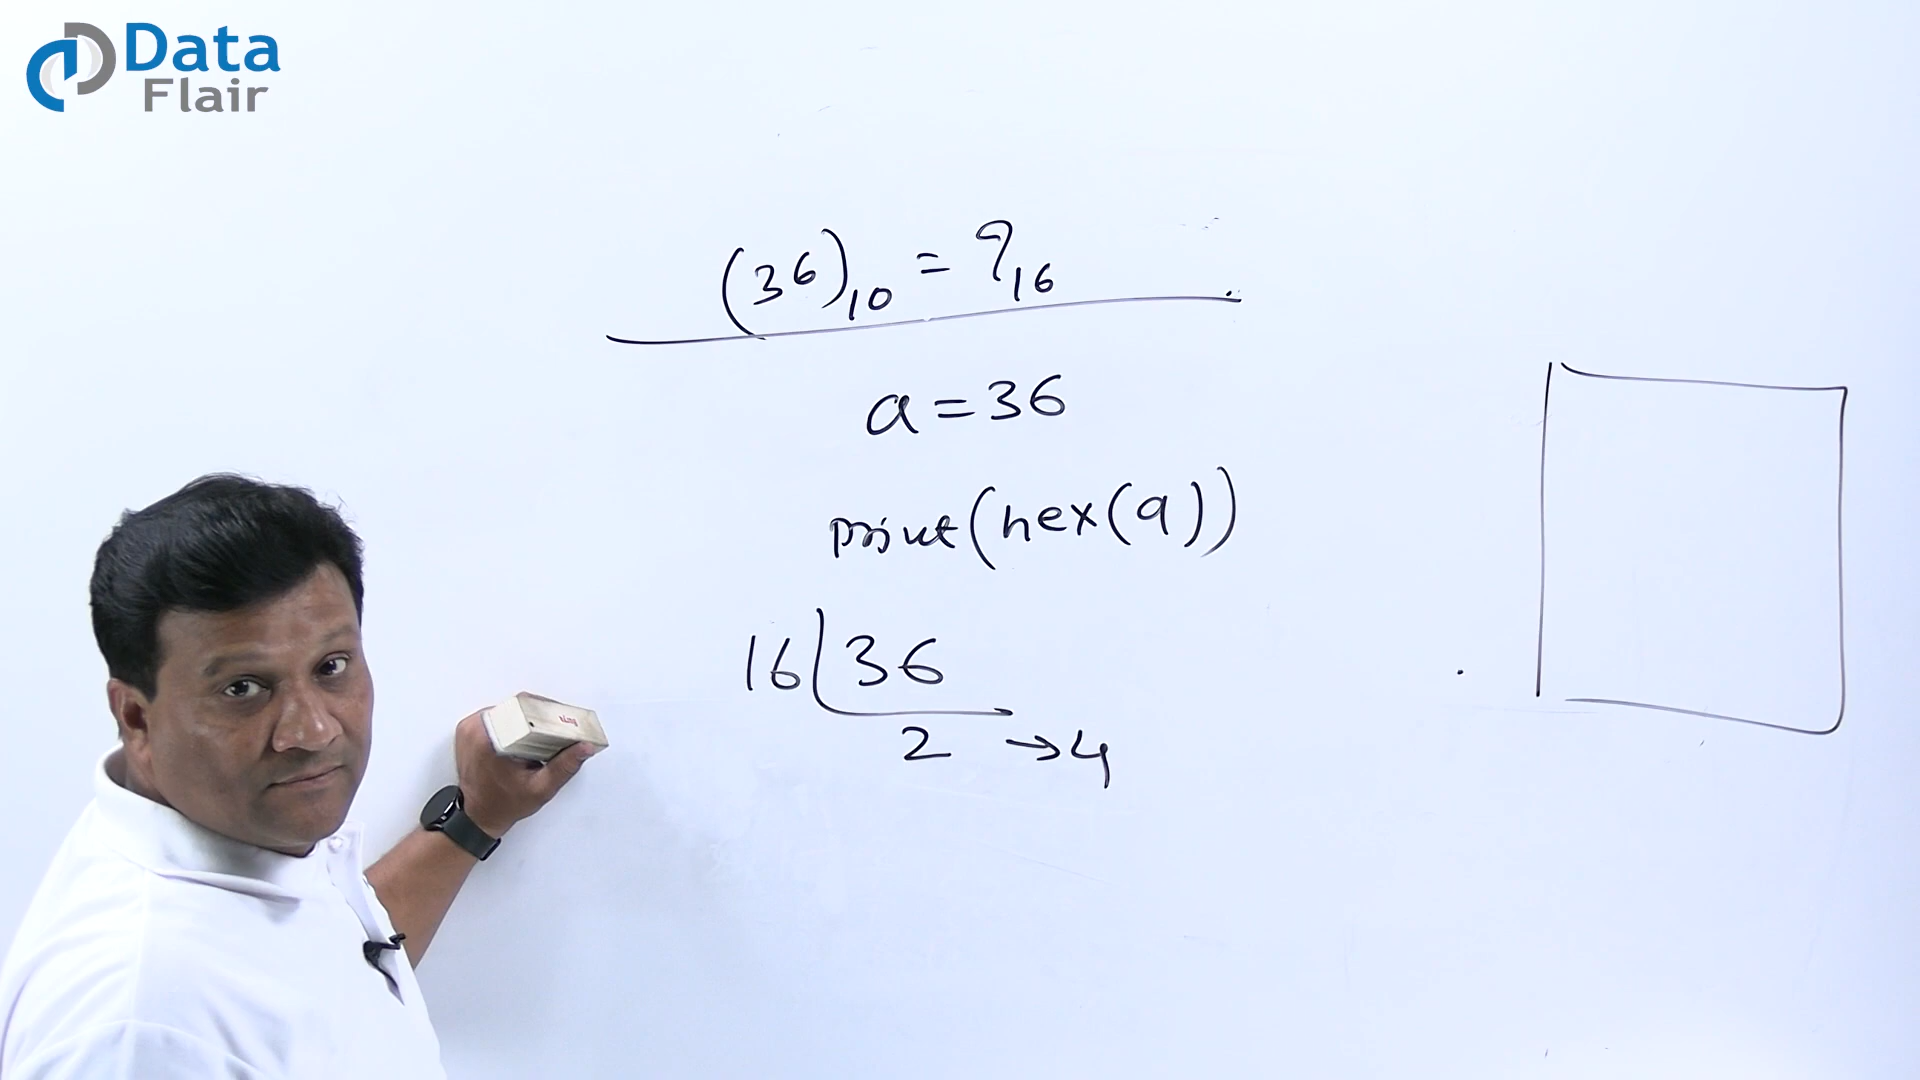 Data
Flair
(36)10 = ?16
a = 36
print(hex(a))
16 36
2 → 4